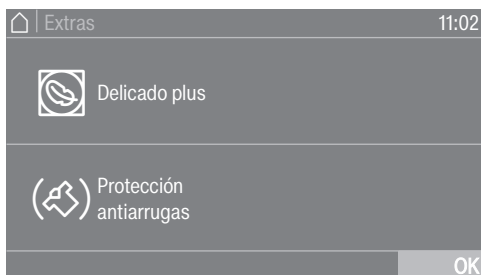 Extras
11:02
Delicado plus
Protección
antiarrugas
OK